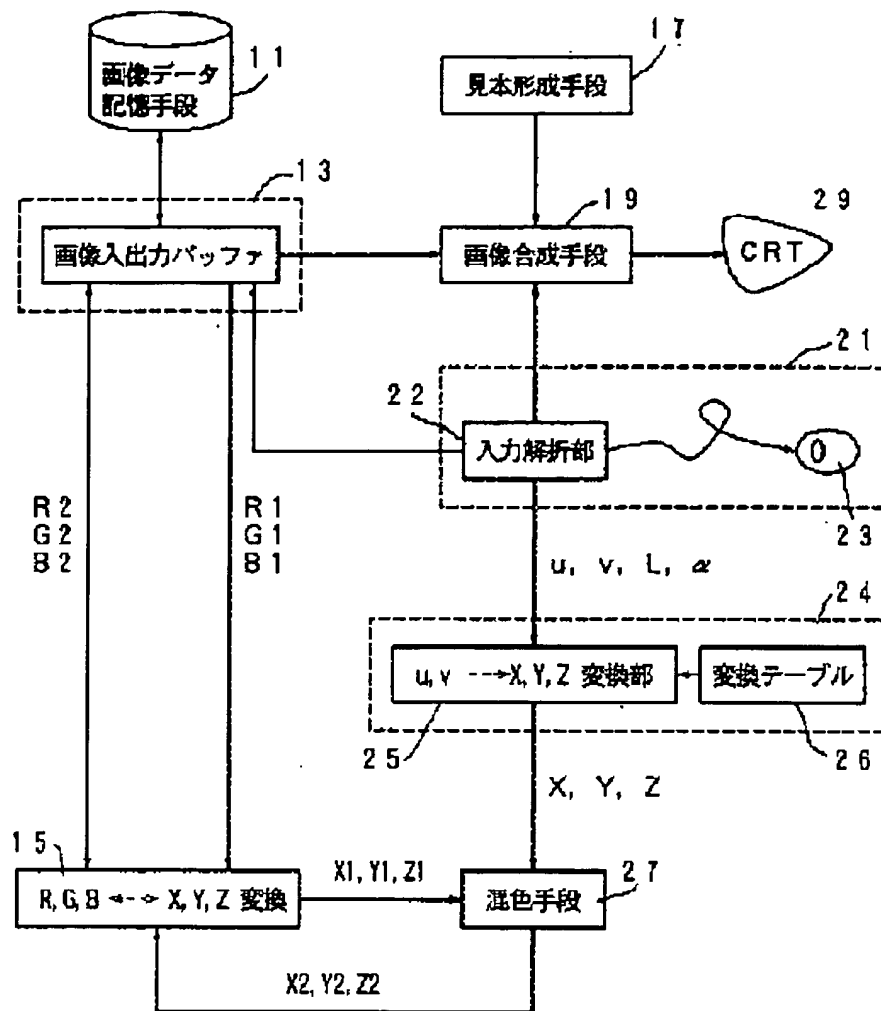 画像データ
記憶手段
11
17
見本形成手段
13
19
29
画像入出力バッファ
画像合成手段
CRT
21
22
入力解折部
0
23
R2
G2
B2
R1
G1
B1
u, v, L, α
24
u,v --→X,Y,Z 変換部
変換テーブル
25
26
X, Y, Z
15
R,G,B ←-→ X,Y,Z 変換
X1,Y1,Z1
混色手段
27
X2,Y2,Z2